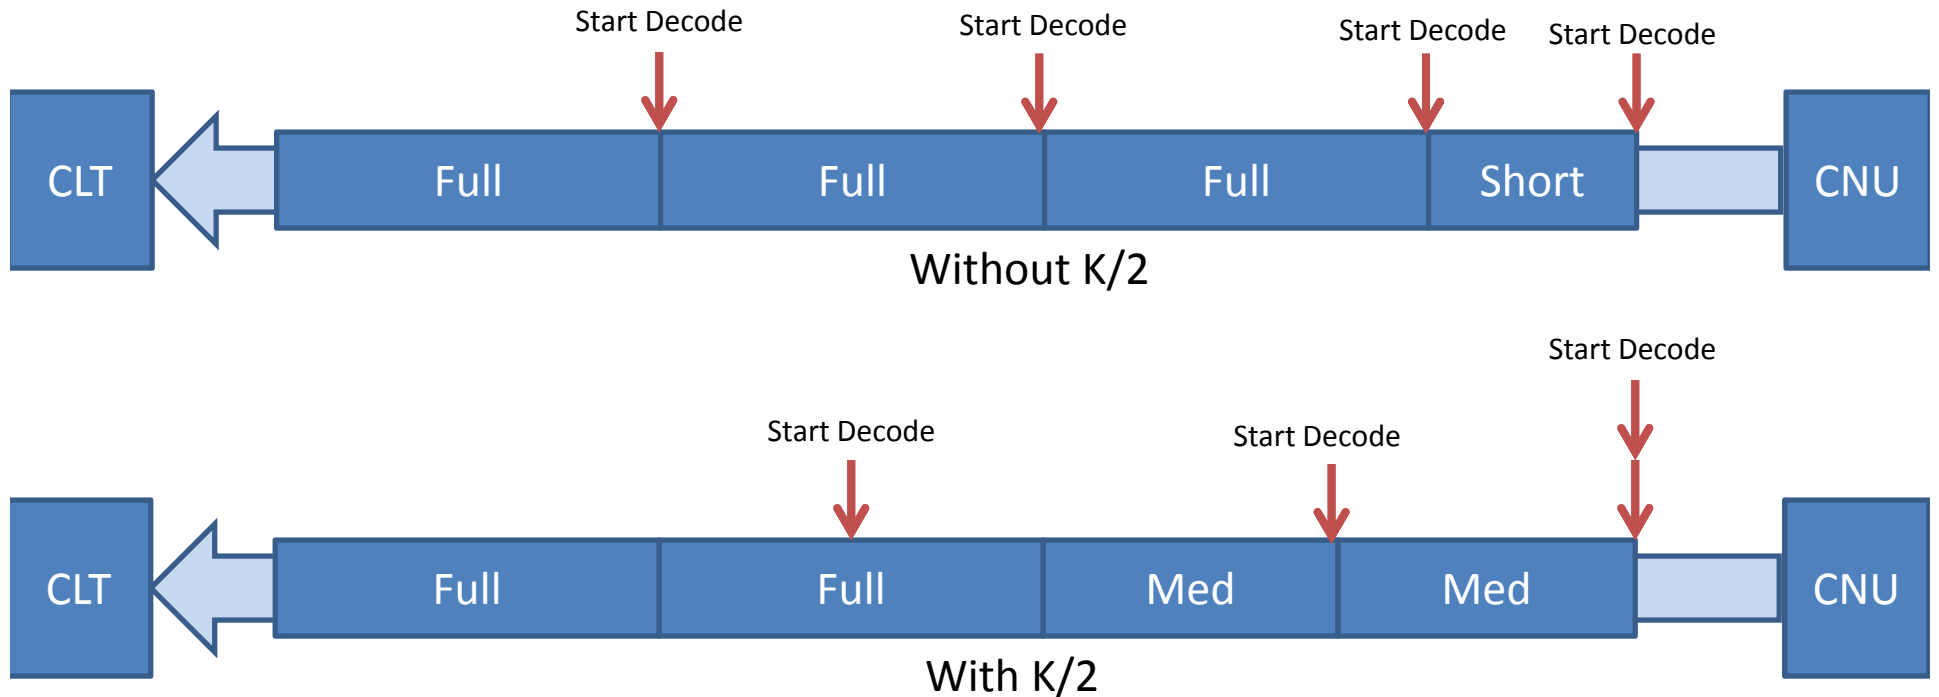 Start Decode
Start Decode
Start Decode
Start Decode
CLT
Full
Full
Full
Short
CNU
Without K/2
Start Decode
Start Decode
Start Decode
CLT
Full
Full
Med
Med
CNU
With K/2